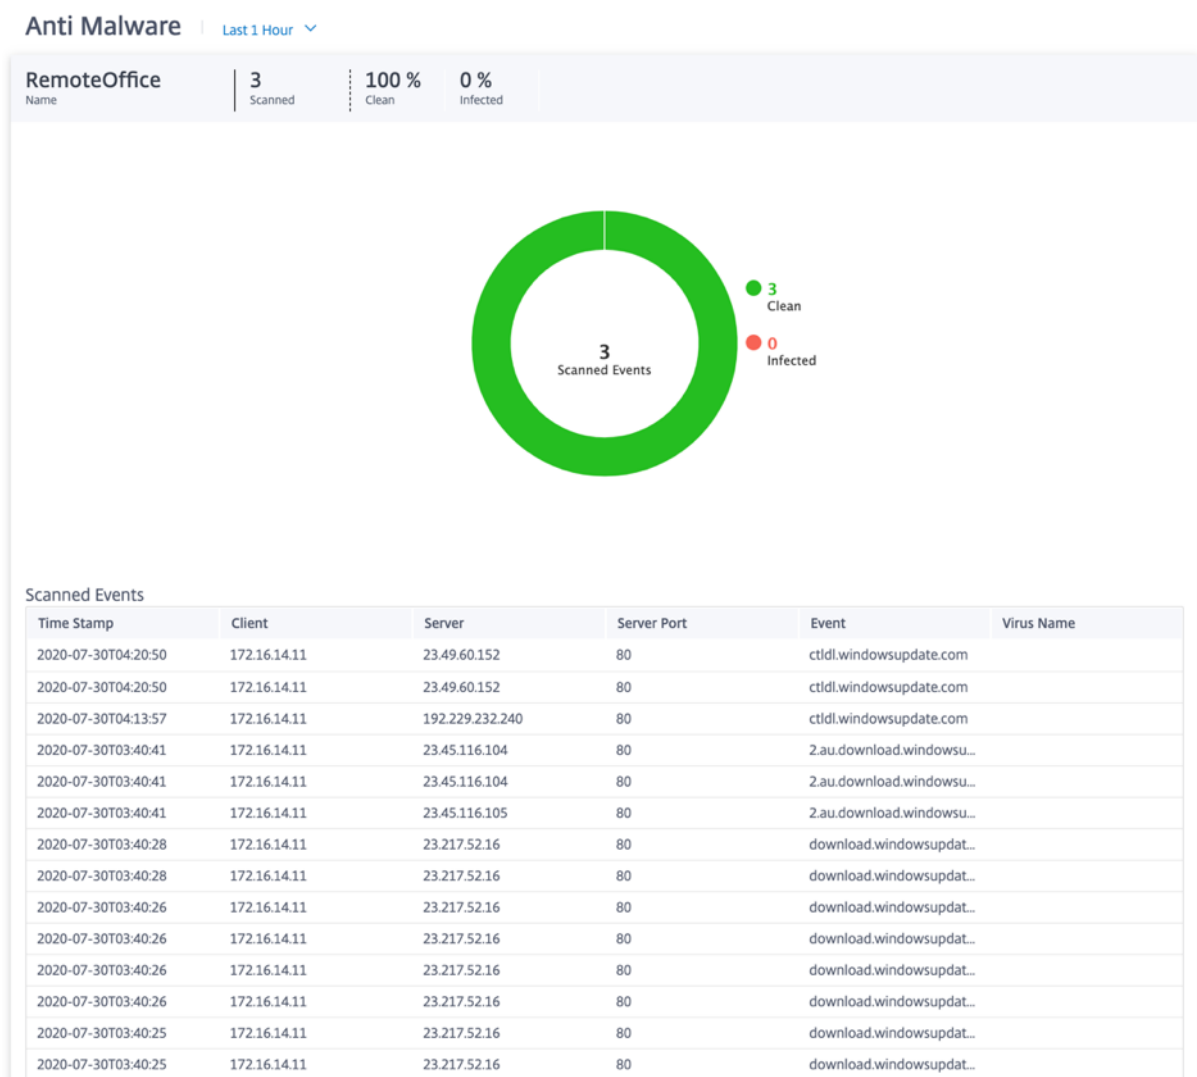 Anti Malware Last 1 Hour
RemoteOffice 3 100 % 0 %
Name Scanned Clean Infected
3
Clean
0
Infected
3
Scanned Events
Scanned Events
Time Stamp Client Server Server Port Event Virus Name
2020-07-30T04:20:50 172.16.14.11 23.49.60.152 80 ctldl.windowsupdate.com
2020-07-30T04:20:50 172.16.14.11 23.49.60.152 80 ctldl.windowsupdate.com
2020-07-30T04:13:57 172.16.14.11 192.229.232.240 80 ctldl.windowsupdate.com
2020-07-30T03:40:41 172.16.14.11 23.45.116.104 80 2.au.download.windowsu...
2020-07-30T03:40:41 172.16.14.11 23.45.116.104 80 2.au.download.windowsu...
2020-07-30T03:40:41 172.16.14.11 23.45.116.105 80 2.au.download.windowsu...
2020-07-30T03:40:28 172.16.14.11 23.217.52.16 80 download.windowsupdat...
2020-07-30T03:40:28 172.16.14.11 23.217.52.16 80 download.windowsupdat...
2020-07-30T03:40:26 172.16.14.11 23.217.52.16 80 download.windowsupdat...
2020-07-30T03:40:26 172.16.14.11 23.217.52.16 80 download.windowsupdat...
2020-07-30T03:40:26 172.16.14.11 23.217.52.16 80 download.windowsupdat...
2020-07-30T03:40:26 172.16.14.11 23.217.52.16 80 download.windowsupdat...
2020-07-30T03:40:25 172.16.14.11 23.217.52.16 80 download.windowsupdat...
2020-07-30T03:40:25 172.16.14.11 23.217.52.16 80 download.windowsupdat...